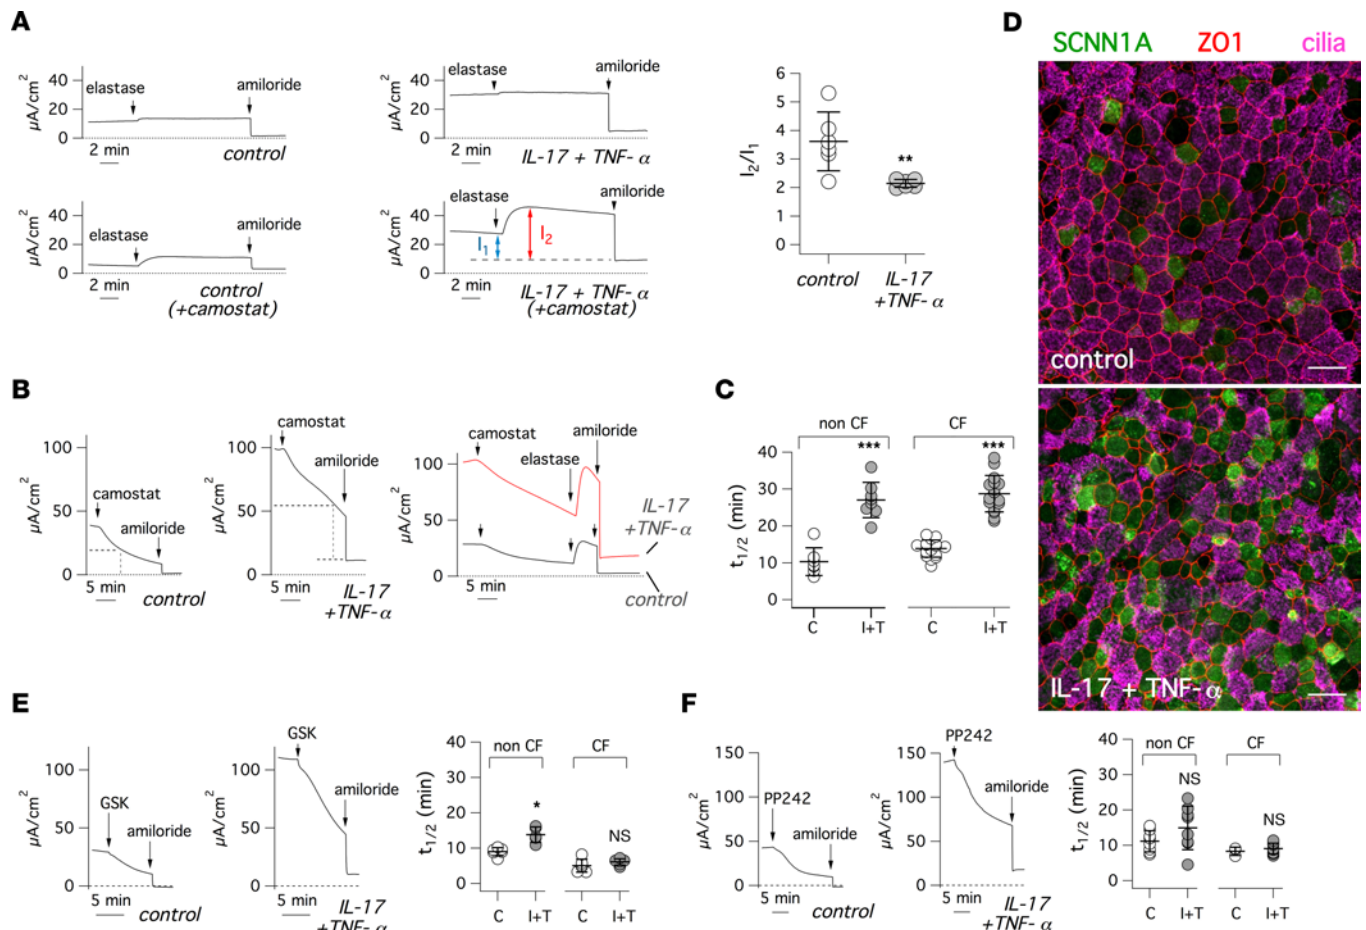 A
μA/cm²
40
20
0
elastase
amiloride
2 min
control
μA/cm²
40
20
0
elastase
amiloride
2 min
IL-17 + TNF- α
μA/cm²
40
20
0
elastase
amiloride
2 min
control
(+camostat)
μA/cm²
40
20
0
elastase
amiloride
I₁
I₂
2 min
IL-17 + TNF- α
(+camostat)
I₂/I₁
6
5
4
3
2
1
0
**
control
IL-17
+TNF- α
B
μA/cm²
100
50
0
camostat
amiloride
5 min
control
μA/cm²
100
50
0
camostat
amiloride
5 min
IL-17
+TNF- α
μA/cm²
100
50
0
camostat
elastase
amiloride
5 min
IL-17
+TNF-α
control
C
non CF
CF
***
***
t1/2 (min)
40
30
20
10
0
C
I+T
C
I+T
D
SCNN1A
ZO1
cilia
control
IL-17 + TNF-α
E
μA/cm²
100
50
0
GSK
amiloride
5 min
control
μA/cm²
100
50
0
GSK
amiloride
5 min
IL-17
+TNF- α
t1/2 (min)
40
30
20
10
0
non CF
CF
*
NS
C
I+T
C
I+T
F
μA/cm²
150
100
50
0
PP242
amiloride
5 min
control
μA/cm²
150
100
50
0
PP242
amiloride
5 min
IL-17
+TNF- α
t1/2 (min)
40
30
20
10
0
non CF
CF
NS
NS
C
I+T
C
I+T